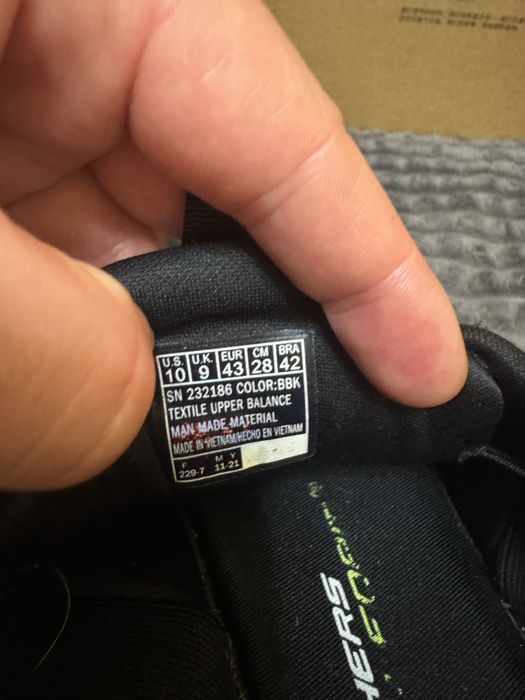 U.S. U.K. EUR CM BRA
10 9 43 28 42
SN 232186 COLOR:BBK
TEXTILE UPPER BALANCE
MAN MADE MATERIAL
MADE IN VIETNAM/HECHO EN VIETNAM
F M Y
229-7 11-21
HERS